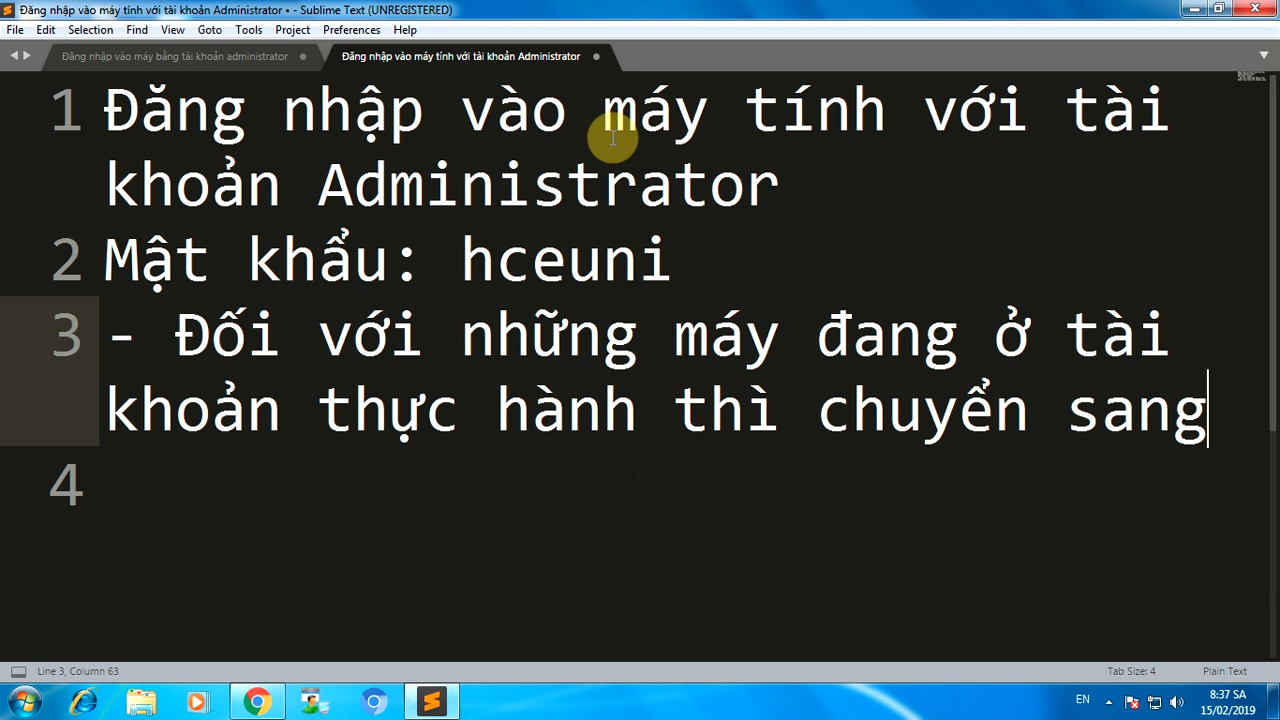 Đăng nhập vào máy tính với tài khoản Administrator • - Sublime Text (UNREGISTERED)
File Edit Selection Find View Goto Tools Project Preferences Help
Đăng nhập vào máy bằng tài khoản administrator
Đăng nhập vào máy tính với tài khoản Administrator
1 Đăng nhập vào máy tính với tài
khoản Administrator
2 Mật khẩu: hceuni
3 - Đối với những máy đang ở tài
khoản thực hành thì chuyển sang
4
Line 3, Column 63
Tab Size: 4
Plain Text
EN
8:37 SA
15/02/2019